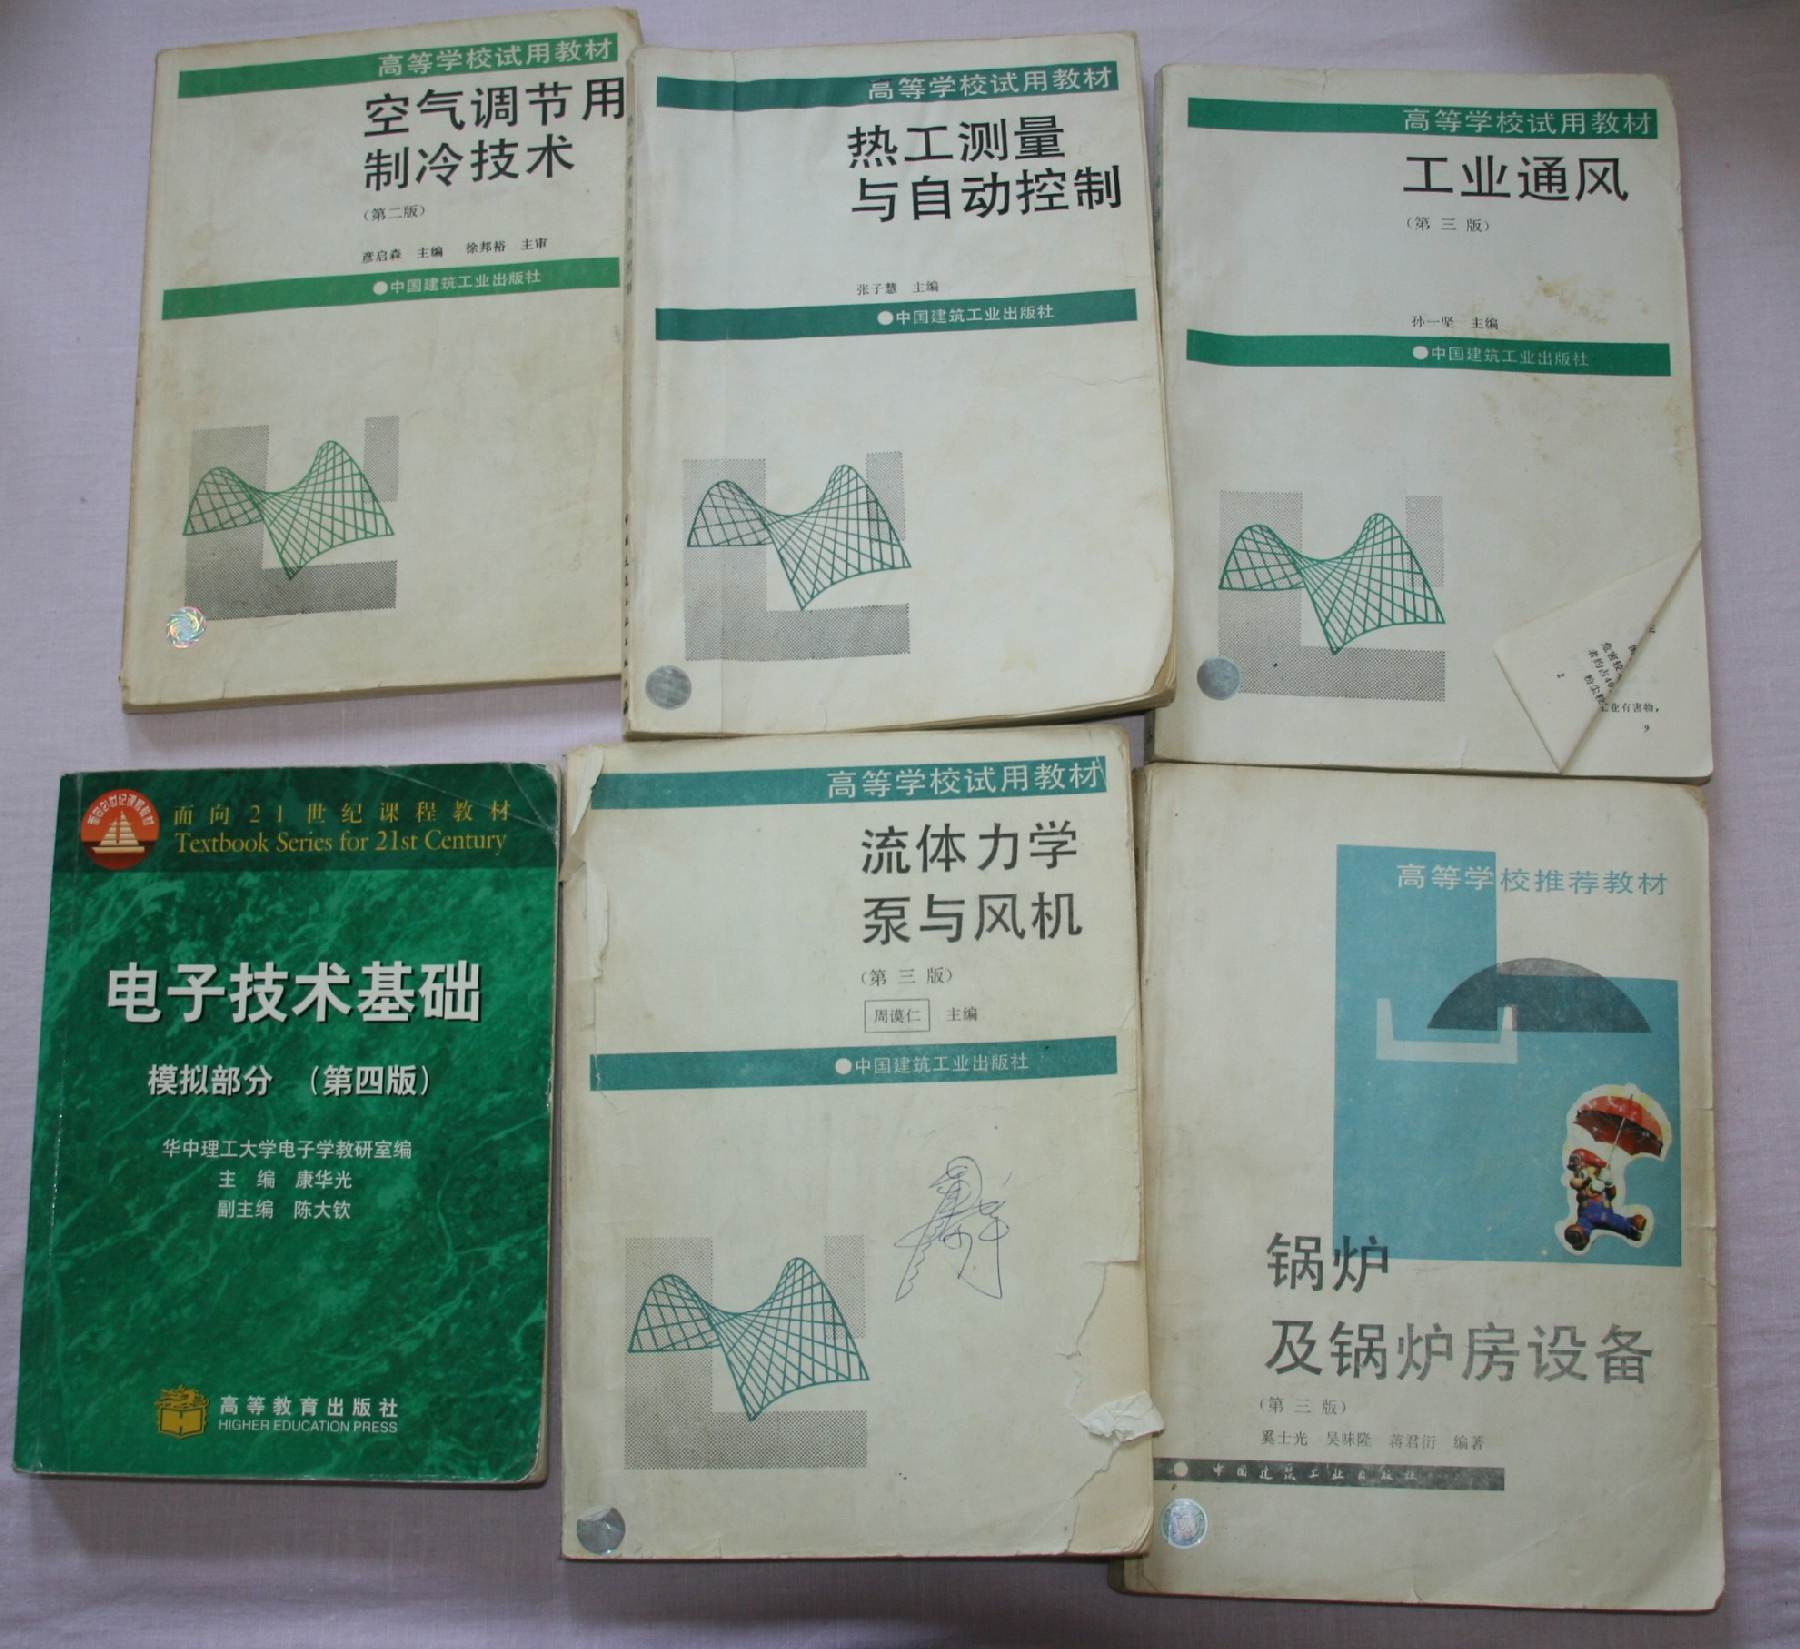 高等学校试用教材
空气调节用
制冷技术
(第二版)
彦启森 主编 徐邦裕 主审
●中国建筑工业出版社
高等学校试用教材
热工测量
与自动控制
张子慧 主编
●中国建筑工业出版社
高等学校试用教材
工业通风
(第三版)
孙一坚 主编
●中国建筑工业出版社
化有害物，
9
面向21世纪课程教材
Textbook Series for 21st Century
电子技术基础
模拟部分 (第四版)
华中理工大学电子学教研室编
主 编 康华光
副主编 陈大钦
高等教育出版社
HIGHER EDUCATION PRESS
高等学校试用教材
流体力学
泵与风机
(第三版)
周谟仁 主编
●中国建筑工业出版社
高等学校推荐教材
锅炉
及锅炉房设备
(第三版)
奚士光 吴味隆 蒋君衍 编著
●中国建筑工业出版社